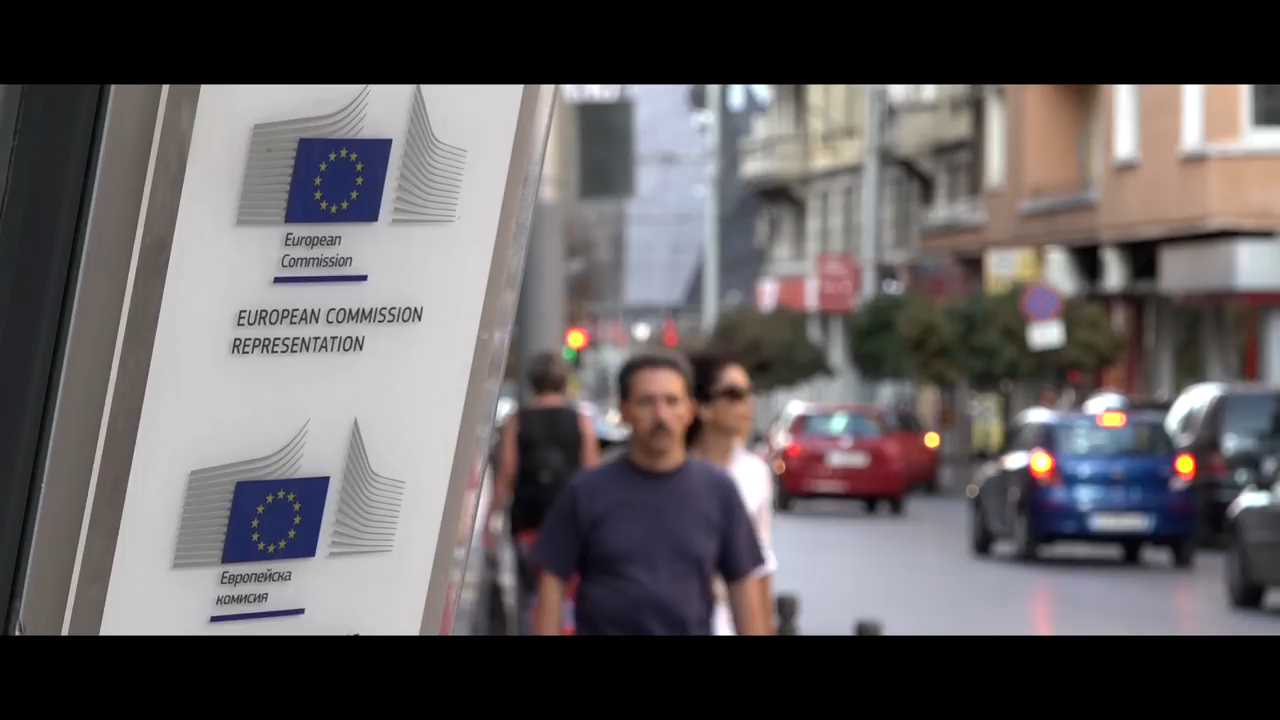 European
Commission
EUROPEAN COMMISSION
REPRESENTATION
Европейска
комисия